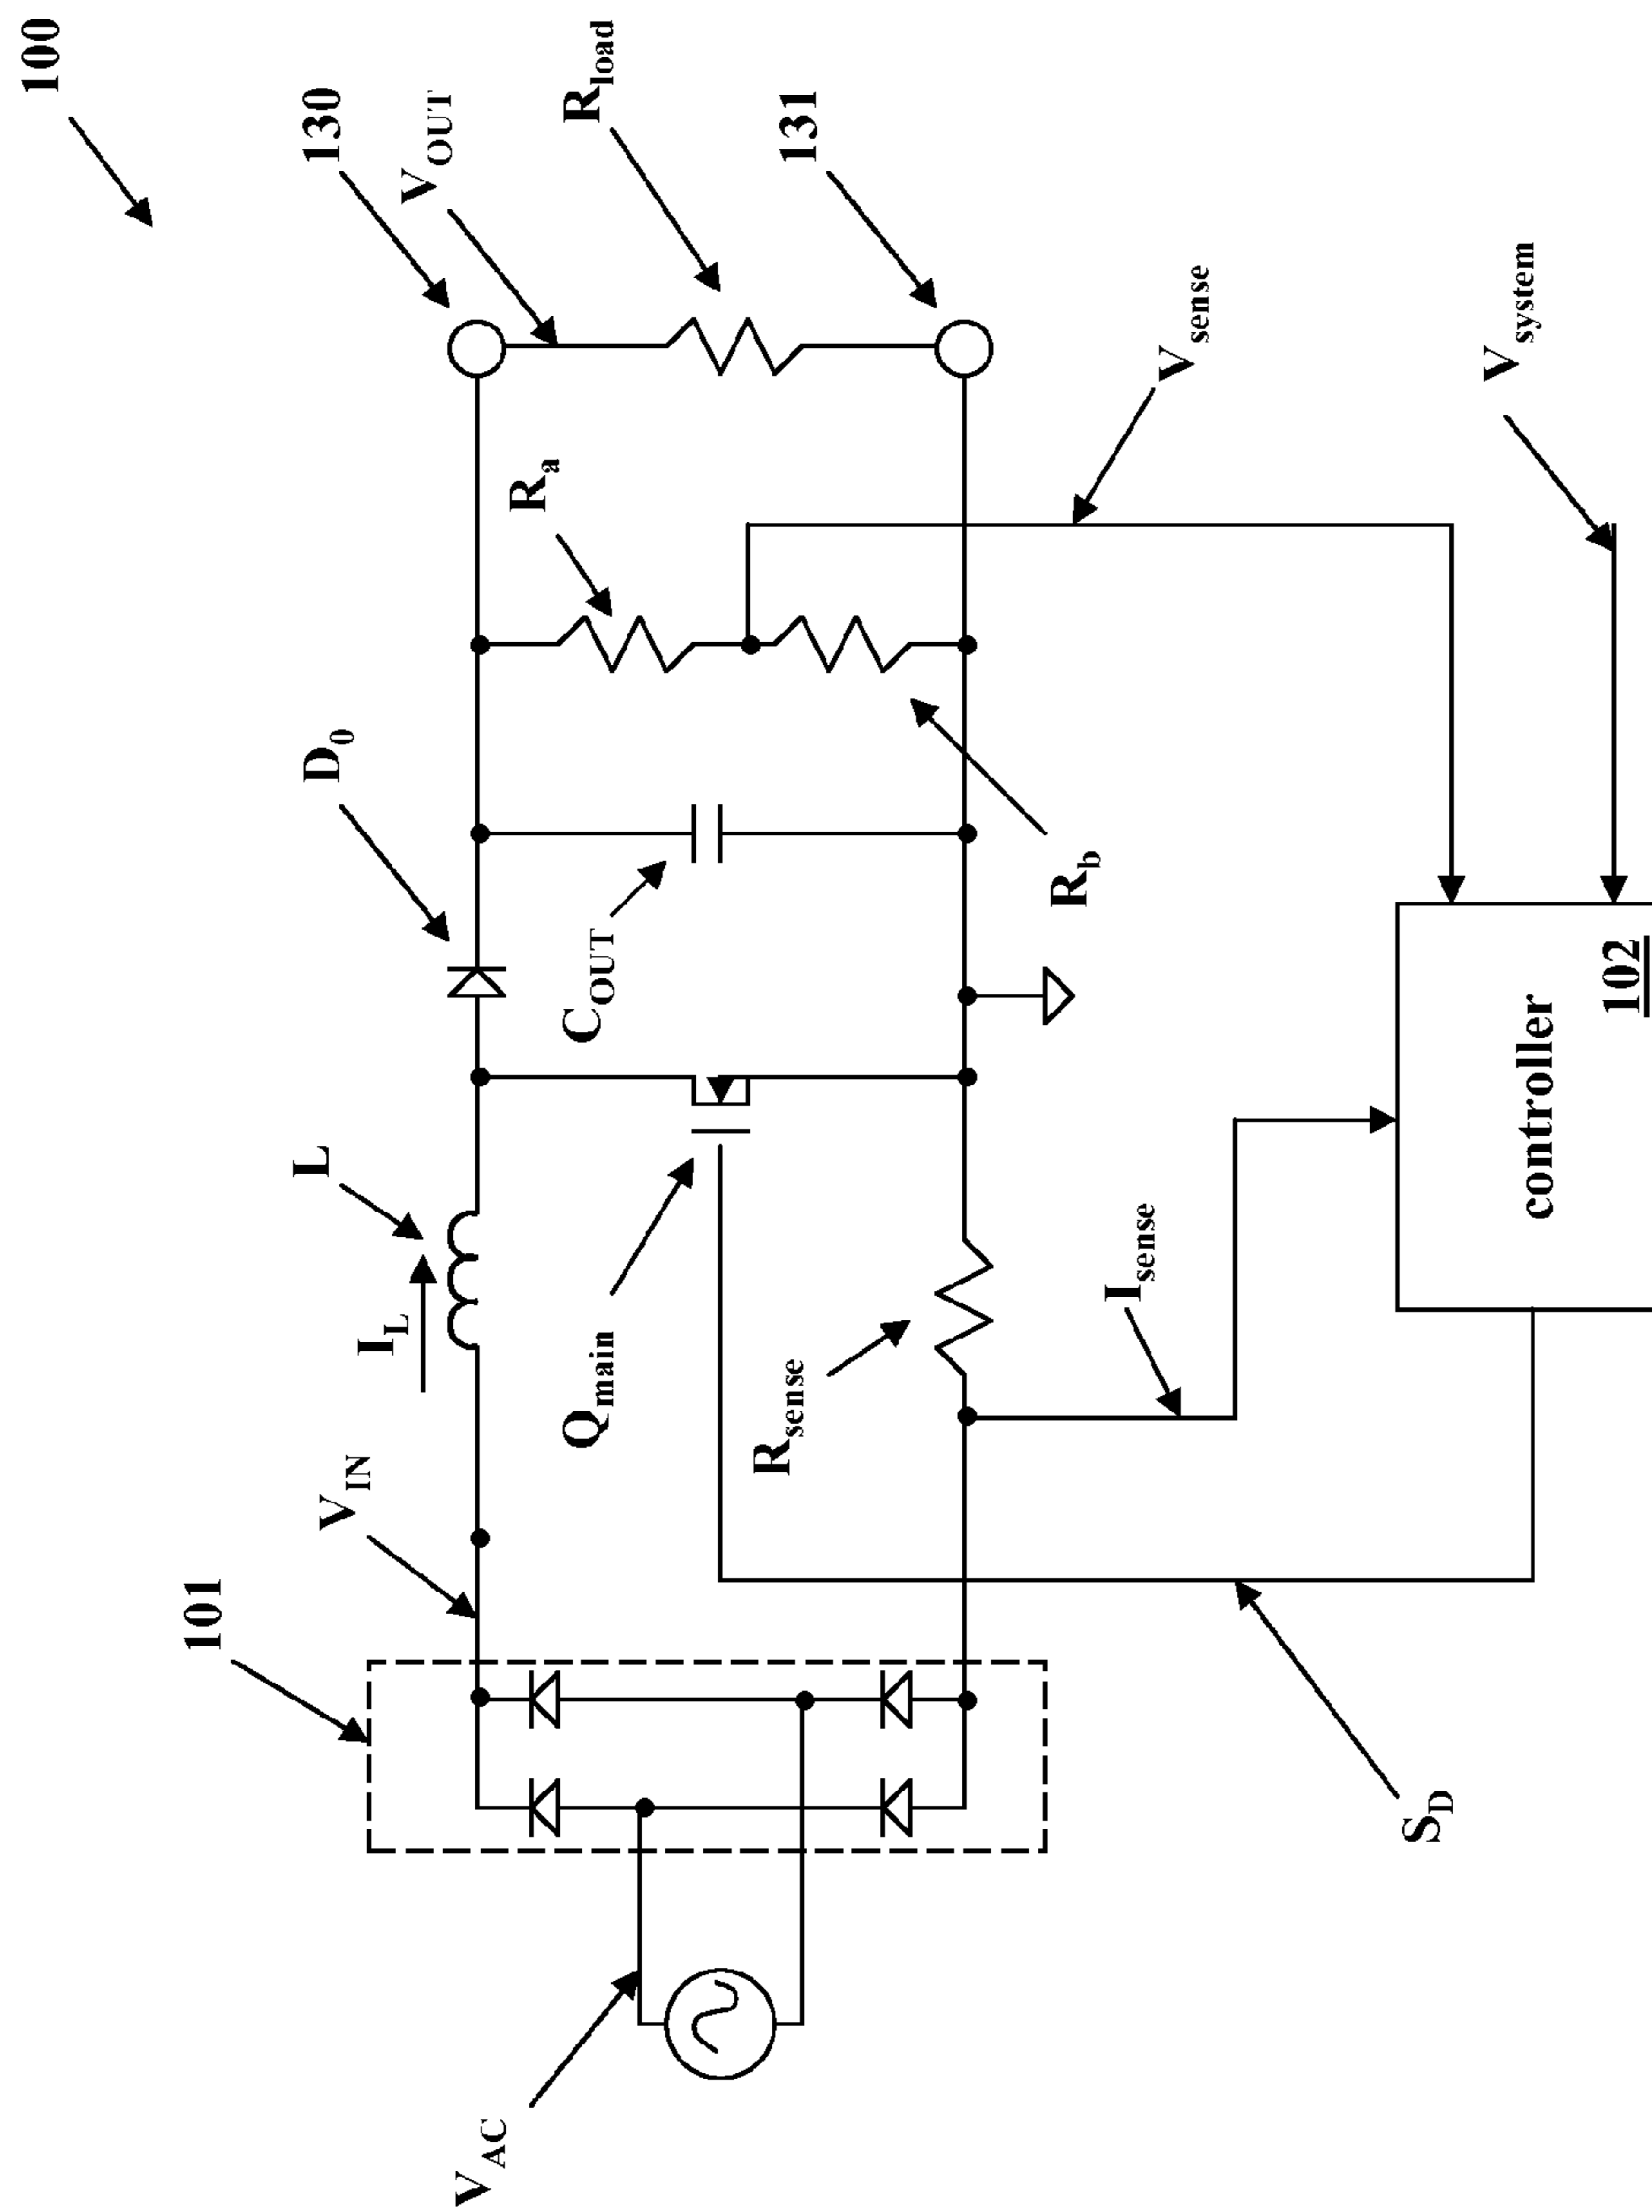 100
130
V_OUT
R_load
131
R_a
V_sense
V_system
D_0
C_OUT
R_b
L
I_L
V_IN
Q_main
R_sense
I_sense
controller
102
101
S_D
V_AC